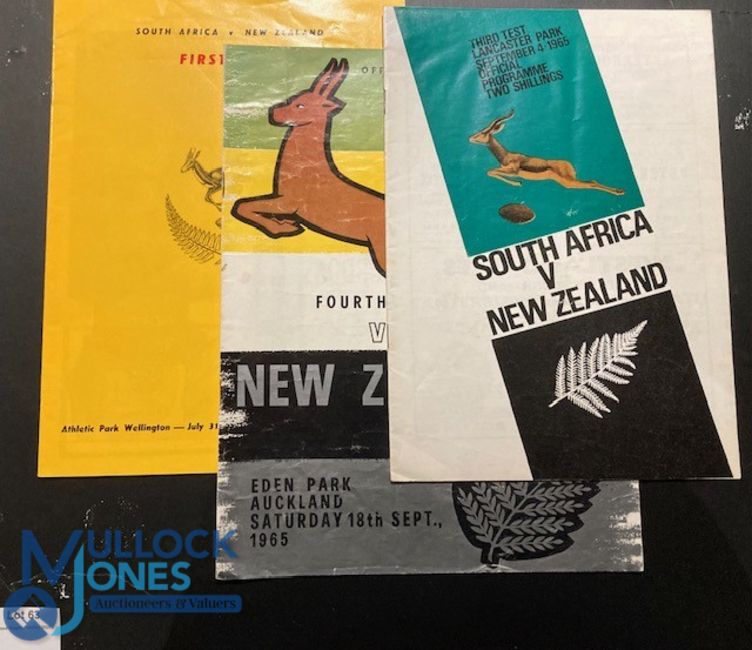 SOUTH AFRICA v NEW ZEALAND
FIRST
Athletic Park Wellington — July 31
FOURTH
V
NEW Z
EDEN PARK
AUCKLAND
SATURDAY 18th SEPT.,
1965
THIRD TEST
LANCASTER PARK
SEPTEMBER 4·1965
OFFICIAL
PROGRAMME
TWO SHILLINGS
SOUTH AFRICA
V
NEW ZEALAND
MULLOCK
JONES
Auctioneers & Valuers
Lot 63